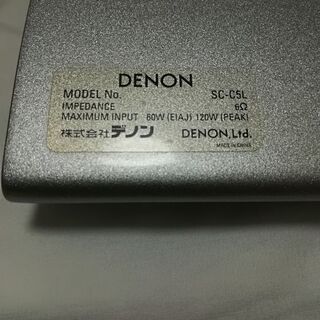 DENON
MODEL No. SC-C5L
IMPEDANCE 6Ω
MAXIMUM INPUT 60W (EIAJ) 120W (PEAK)
株式会社デノン DENON, Ltd.
MADE IN CHINA